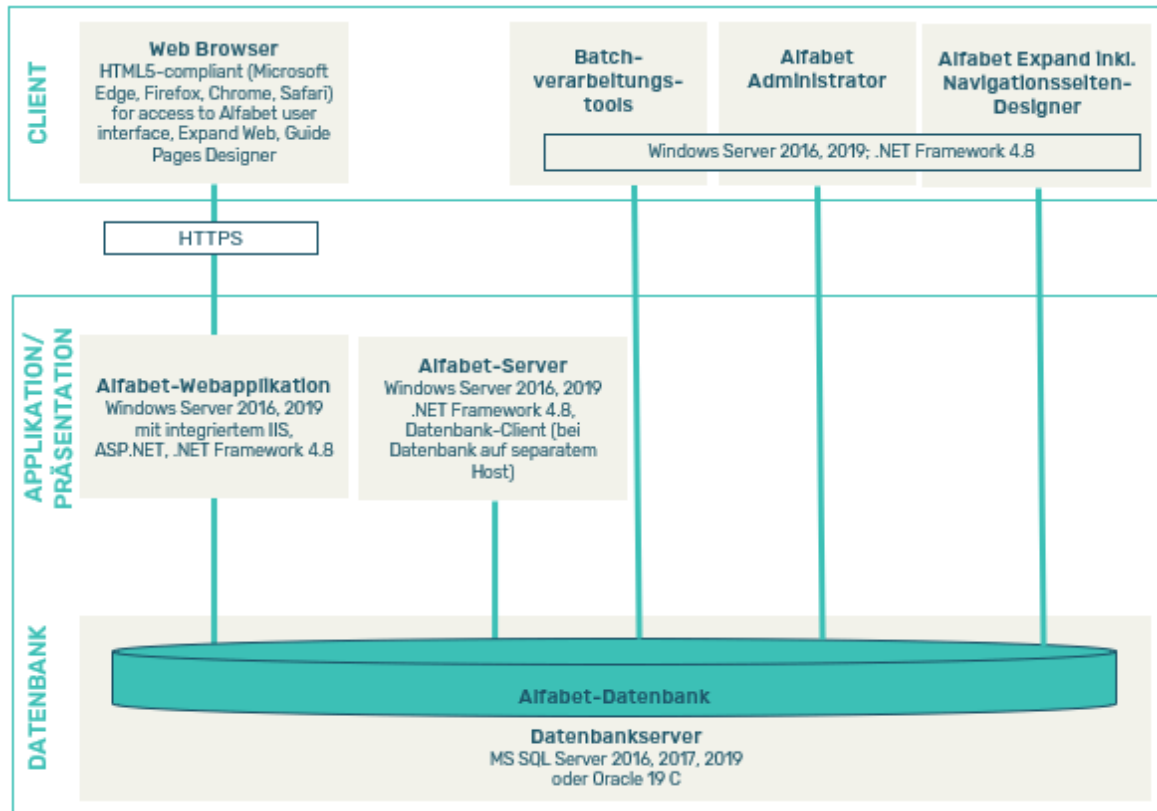 CLIENT
Web Browser
HTML5-compliant (Microsoft
Edge, Firefox, Chrome, Safari)
for access to Alfabet user
interface, Expand Web, Guide
Pages Designer
Batch-
verarbeitungs-
tools
Alfabet
Administrator
Alfabet Expand inkl.
Navigationsseiten-
Designer
Windows Server 2016, 2019; .NET Framework 4.8
HTTPS
APPLIKATION/
PRÄSENTATION
Alfabet-Webapplikation
Windows Server 2016, 2019
mit integriertem IIS,
ASP.NET, .NET Framework 4.8
Alfabet-Server
Windows Server 2016, 2019
.NET Framework 4.8,
Datenbank-Client (bei
Datenbank auf separatem
Host)
DATENBANK
Alfabet-Datenbank
Datenbankserver
MS SQL Server 2016, 2017, 2019
oder Oracle 19 C